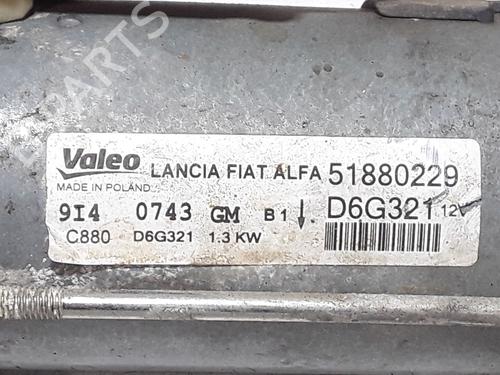 Valeo LANCIA FIAT ALFA 51880229
MADE IN POLAND
9I4 0743 GM B1 ↓. D6G321 12V
C880 D6G321 1.3 KW